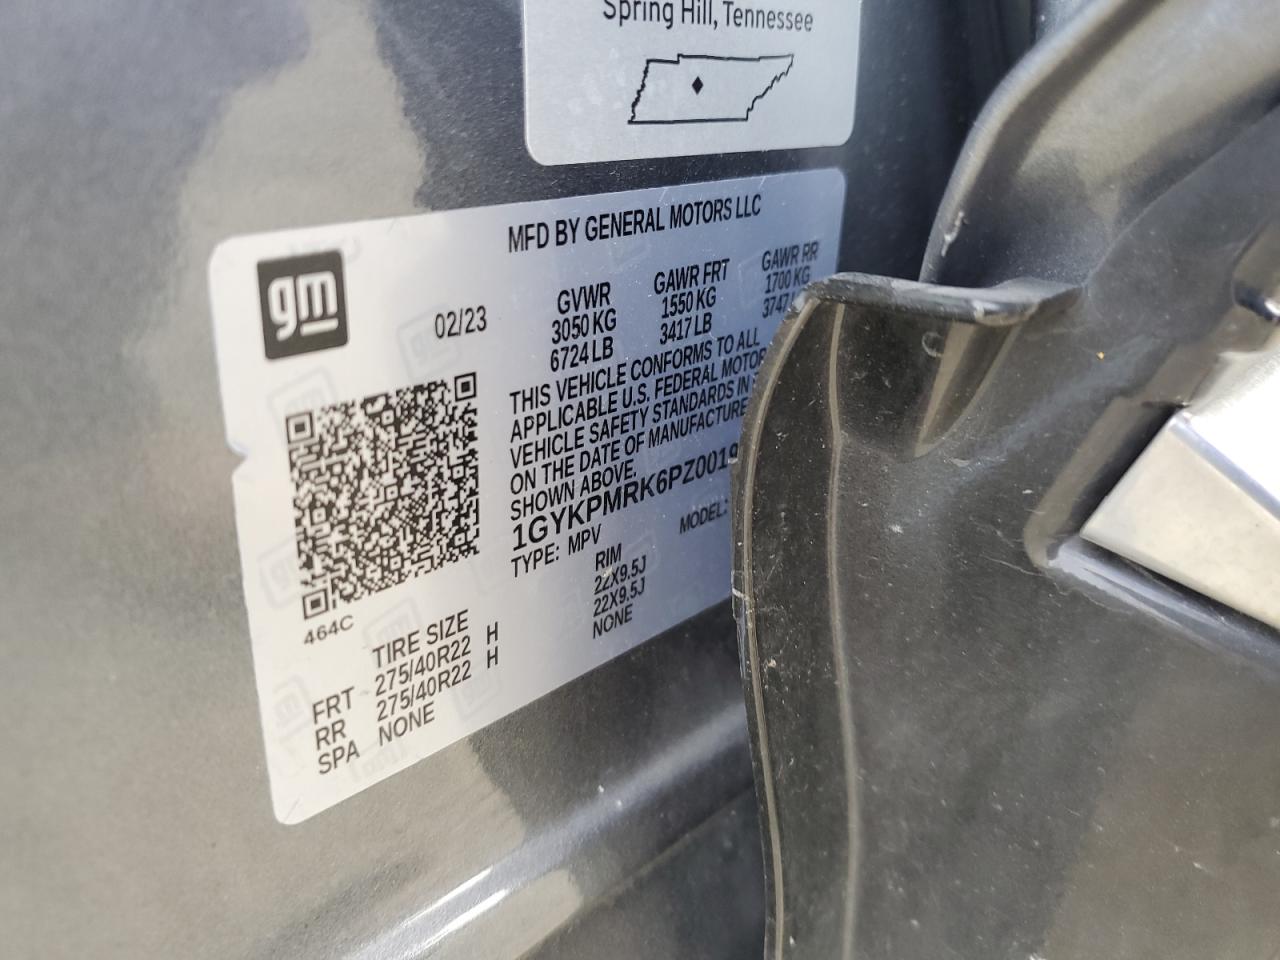 Spring Hill, Tennessee
gm
MFD BY GENERAL MOTORS LLC
02/23
GVWR GAWR FRT GAWR RR
3050 KG 1550 KG 1700 KG
6724 LB 3417 LB 3747
THIS VEHICLE CONFORMS TO ALL
APPLICABLE U.S. FEDERAL MOTOR
VEHICLE SAFETY STANDARDS IN
ON THE DATE OF MANUFACTURE
SHOWN ABOVE.
1GYKPMRK6PZ0019
TYPE: MPV MODEL:
464C
TIRE SIZE RIM
FRT 275/40R22 H 22X9.5J
RR 275/40R22 H 22X9.5J
SPA NONE NONE